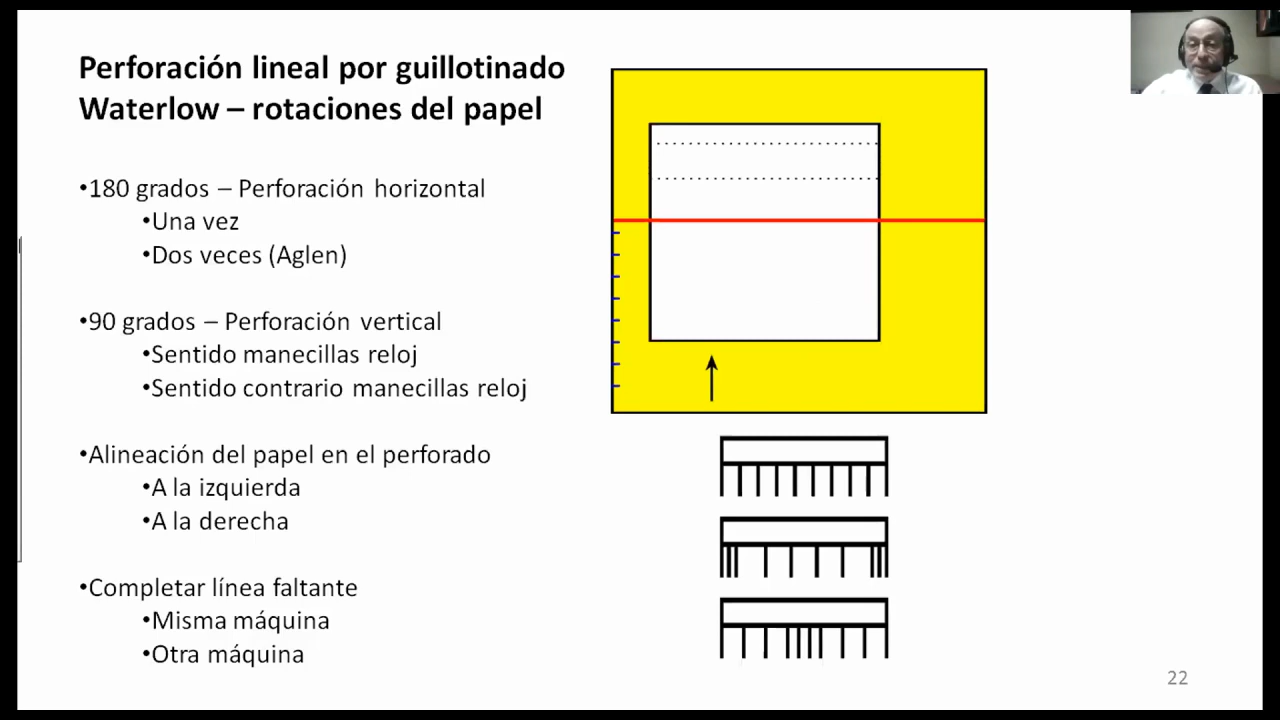 Perforación lineal por guillotinado
Waterlow – rotaciones del papel
•180 grados – Perforación horizontal
•Una vez
•Dos veces (Aglen)
•90 grados – Perforación vertical
•Sentido manecillas reloj
•Sentido contrario manecillas reloj
•Alineación del papel en el perforado
•A la izquierda
•A la derecha
•Completar línea faltante
•Misma máquina
•Otra máquina
22